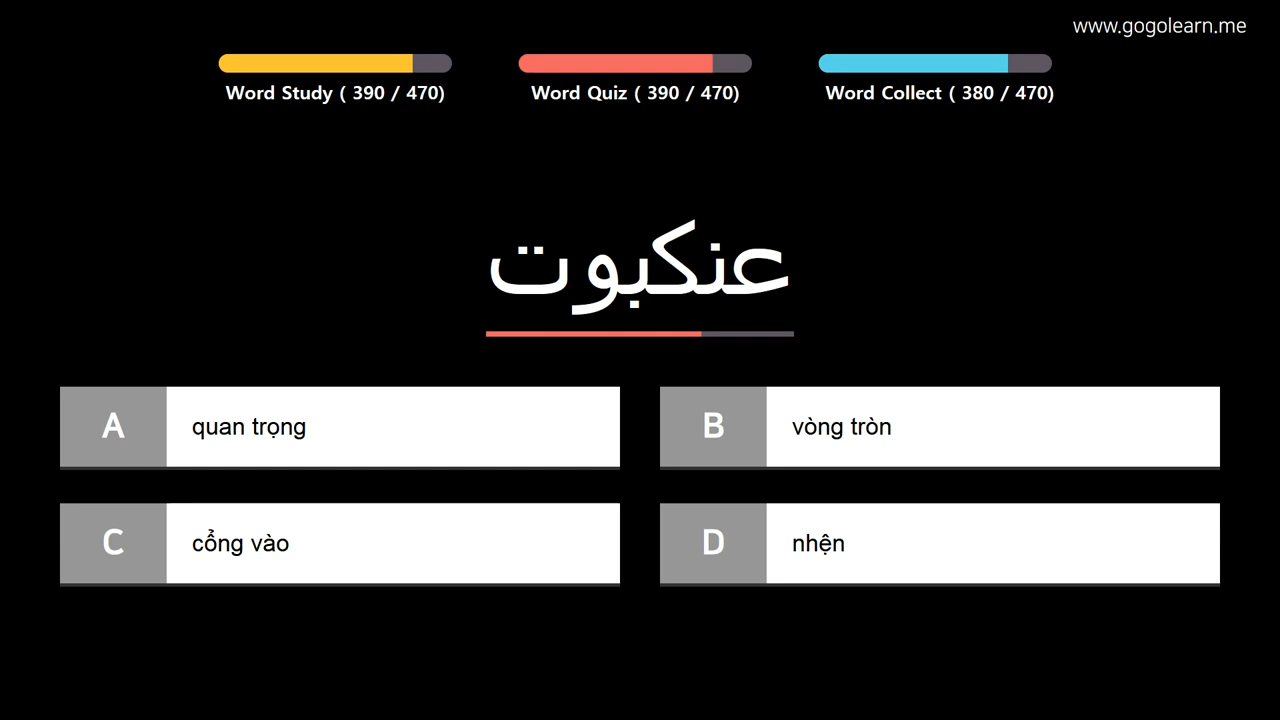 www.gogolearn.me
Word Study ( 390 / 470)
Word Quiz ( 390 / 470)
Word Collect ( 380 / 470)
عنکبوت
A quan trọng
B vòng tròn
C cổng vào
D nhện